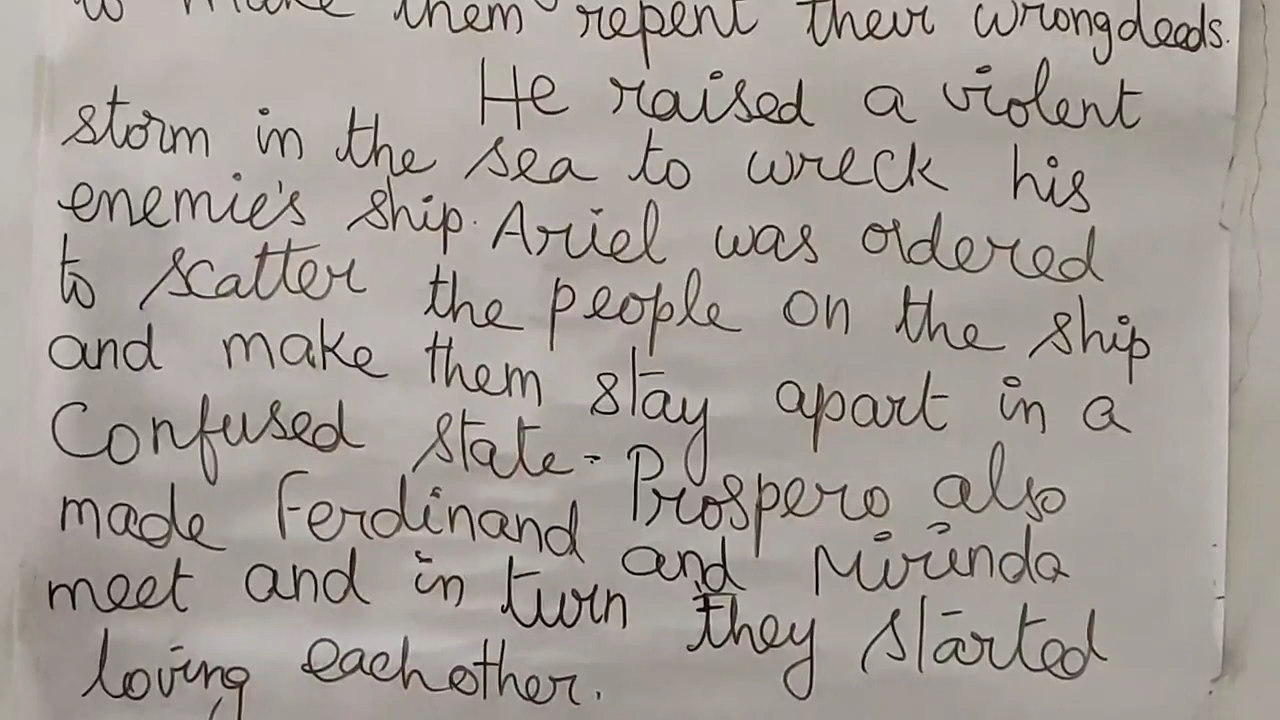 to make them repent their wrongdeeds.
He raised a violent
storm in the sea to wreck his
enemie's ship. Ariel was ordered
to scatter the people on the ship
and make them stay apart in a
Confused state. Prospero also
made Ferdinand and Mirinda
meet and in turn they started
loving eachother.